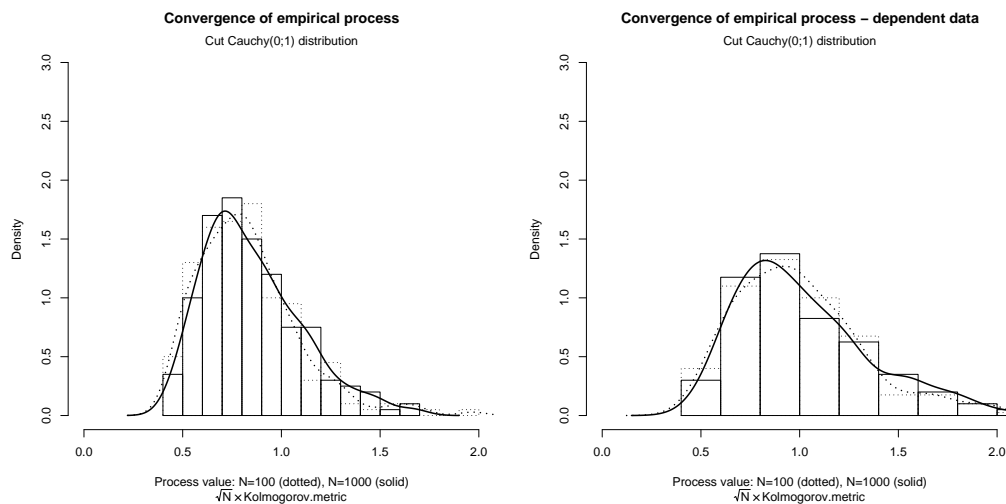 Convergence of empirical process
Cut Cauchy(0;1) distribution
Density
0.0 0.5 1.0 1.5 2.0 2.5 3.0
0.0 0.5 1.0 1.5 2.0
Process value: N=100 (dotted), N=1000 (solid)
√N × Kolmogorov.metric
Convergence of empirical process − dependent data
Cut Cauchy(0;1) distribution
Density
0.0 0.5 1.0 1.5 2.0 2.5 3.0
0.0 0.5 1.0 1.5 2.0
Process value: N=100 (dotted), N=1000 (solid)
√N × Kolmogorov.metric